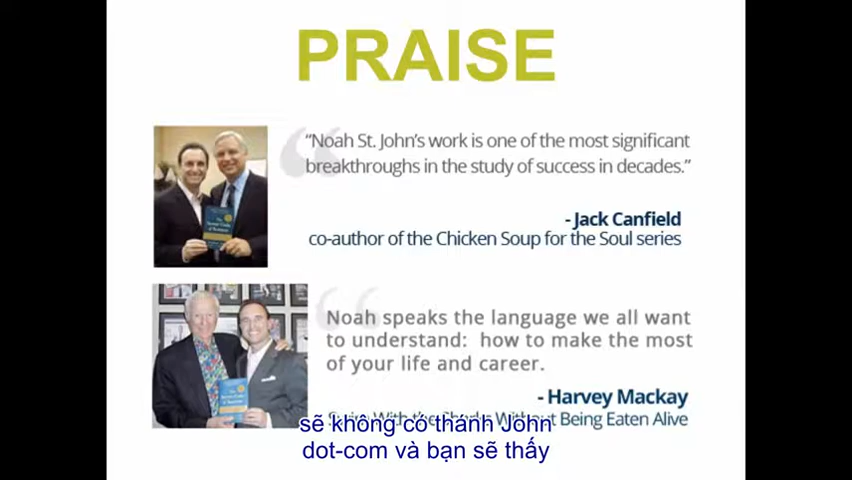 PRAISE
“Noah St. John’s work is one of the most significant
breakthroughs in the study of success in decades.”
- Jack Canfield
co-author of the Chicken Soup for the Soul series
Noah speaks the language we all want
to understand: how to make the most
of your life and career.
- Harvey Mackay
Without Being Eaten Alive
sẽ không có thánh John
dot-com và bạn sẽ thấy